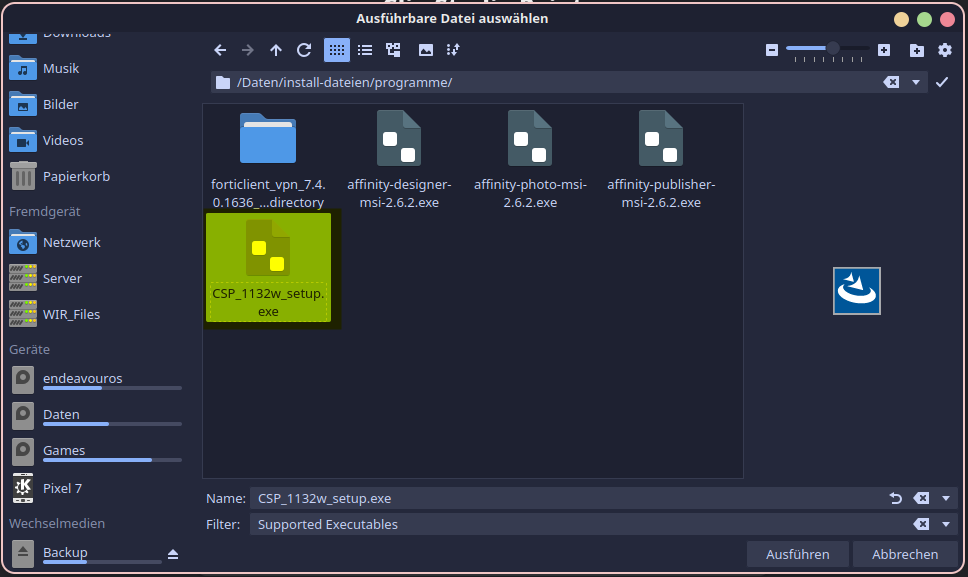 Ausführbare Datei auswählen
Downloads
Musik
Bilder
Videos
Papierkorb
Fremdgerät
Netzwerk
Server
WIR_Files
Geräte
endeavouros
Daten
Games
Pixel 7
Wechselmedien
Backup
/Daten/install-dateien/programme/
forticlient_vpn_7.4.
0.1636_...directory
affinity-designer-
msi-2.6.2.exe
affinity-photo-msi-
2.6.2.exe
affinity-publisher-
msi-2.6.2.exe
CSP_1132w_setup.
exe
Name: CSP_1132w_setup.exe
Filter: Supported Executables
Ausführen
Abbrechen